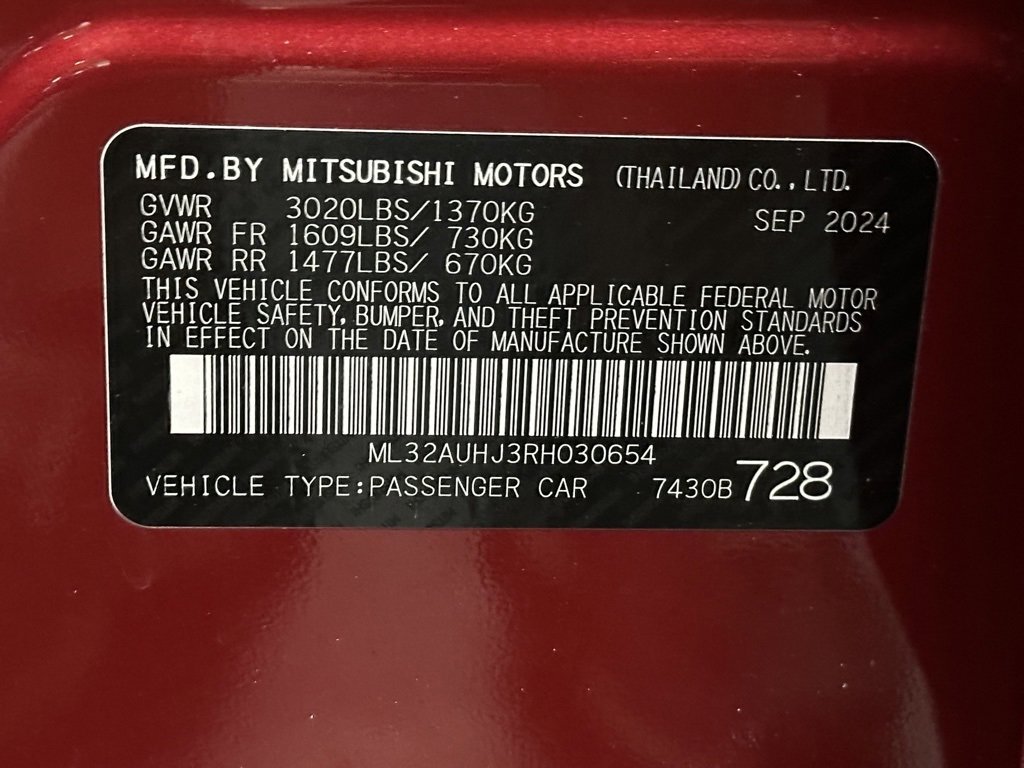 MFD.BY MITSUBISHI MOTORS (THAILAND) CO., LTD.
GVWR 3020LBS/1370KG SEP 2024
GAWR FR 1609LBS/ 730KG
GAWR RR 1477LBS/ 670KG
THIS VEHICLE CONFORMS TO ALL APPLICABLE FEDERAL MOTOR
VEHICLE SAFETY, BUMPER, AND THEFT PREVENTION STANDARDS
IN EFFECT ON THE DATE OF MANUFACTURE SHOWN ABOVE.
ML32AUHJ3RH030654
VEHICLE TYPE:PASSENGER CAR 7430B 728